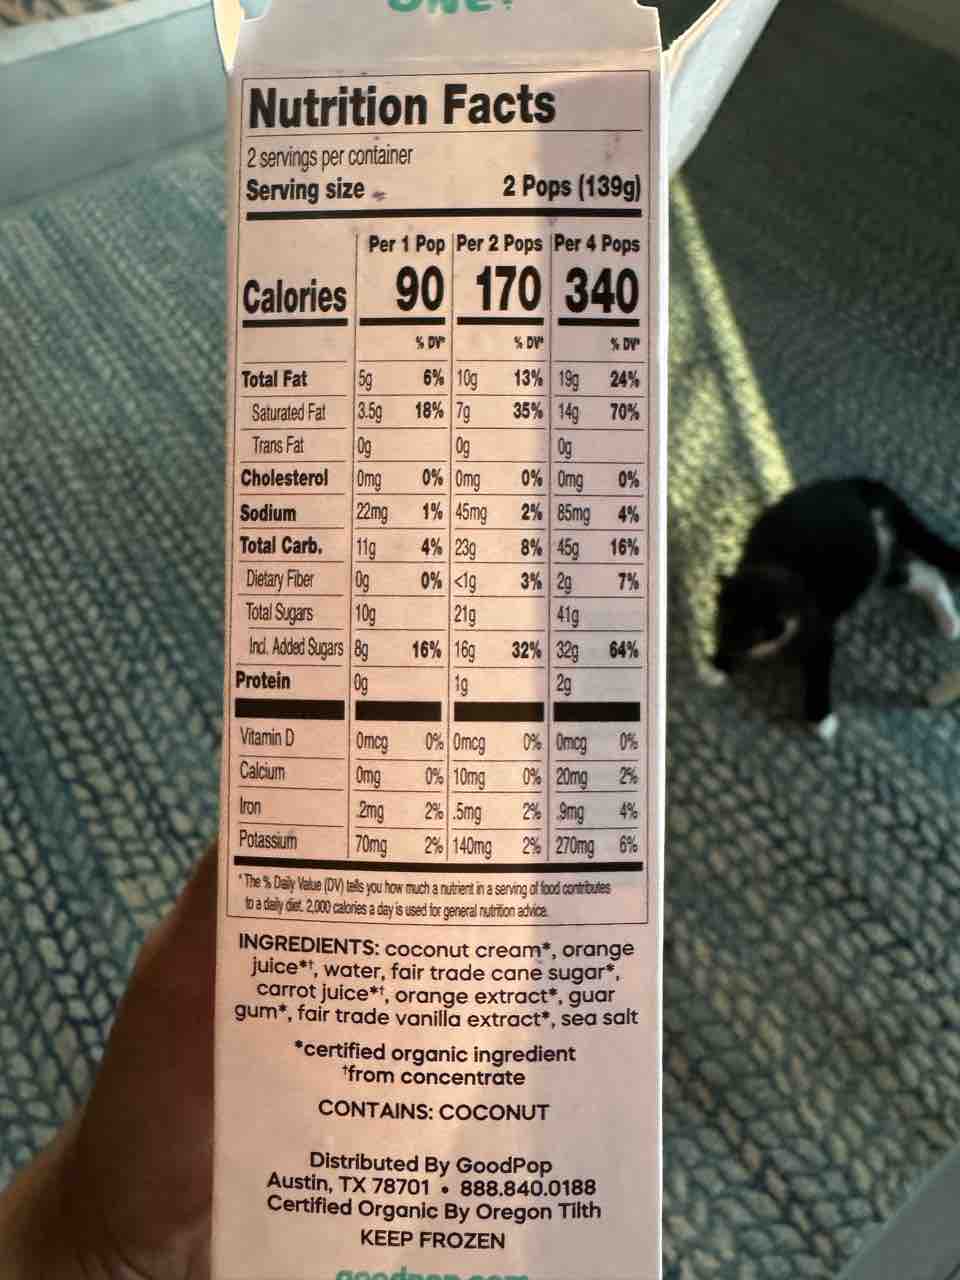 ONE!
Nutrition Facts
2 servings per container
Serving size 2 Pops (139g)
Per 1 Pop Per 2 Pops Per 4 Pops
Calories 90 170 340
% DV* % DV* % DV*
Total Fat 5g 6% 10g 13% 19g 24%
Saturated Fat 3.5g 18% 7g 35% 14g 70%
Trans Fat 0g 0g 0g
Cholesterol 0mg 0% 0mg 0% 0mg 0%
Sodium 22mg 1% 45mg 2% 85mg 4%
Total Carb. 11g 4% 23g 8% 45g 16%
Dietary Fiber 0g 0% <1g 3% 2g 7%
Total Sugars 10g 21g 41g
Incl. Added Sugars 8g 16% 16g 32% 32g 64%
Protein 0g 1g 2g
Vitamin D 0mcg 0% 0mcg 0% 0mcg 0%
Calcium 0mg 0% 10mg 0% 20mg 2%
Iron .2mg 2% .5mg 2% .9mg 4%
Potassium 70mg 2% 140mg 2% 270mg 6%
* The % Daily Value (DV) tells you how much a nutrient in a serving of food contributes
to a daily diet. 2,000 calories a day is used for general nutrition advice.
INGREDIENTS: coconut cream*, orange
juice*†, water, fair trade cane sugar*,
carrot juice*†, orange extract*, guar
gum*, fair trade vanilla extract*, sea salt
*certified organic ingredient
†from concentrate
CONTAINS: COCONUT
Distributed By GoodPop
Austin, TX 78701 • 888.840.0188
Certified Organic By Oregon Tilth
KEEP FROZEN
goodpop.com